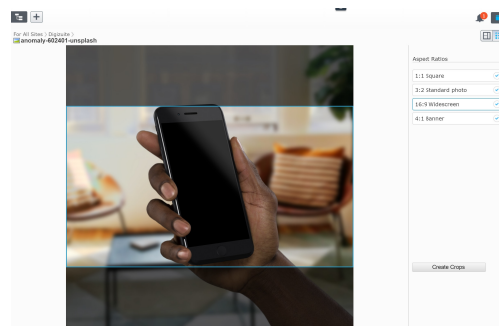 For All Sites > Digizuite >
anomaly-602401-unsplash
Aspect Ratios
1:1 Square
3:2 Standard photo
16:9 Widescreen
4:1 Banner
Create Crops